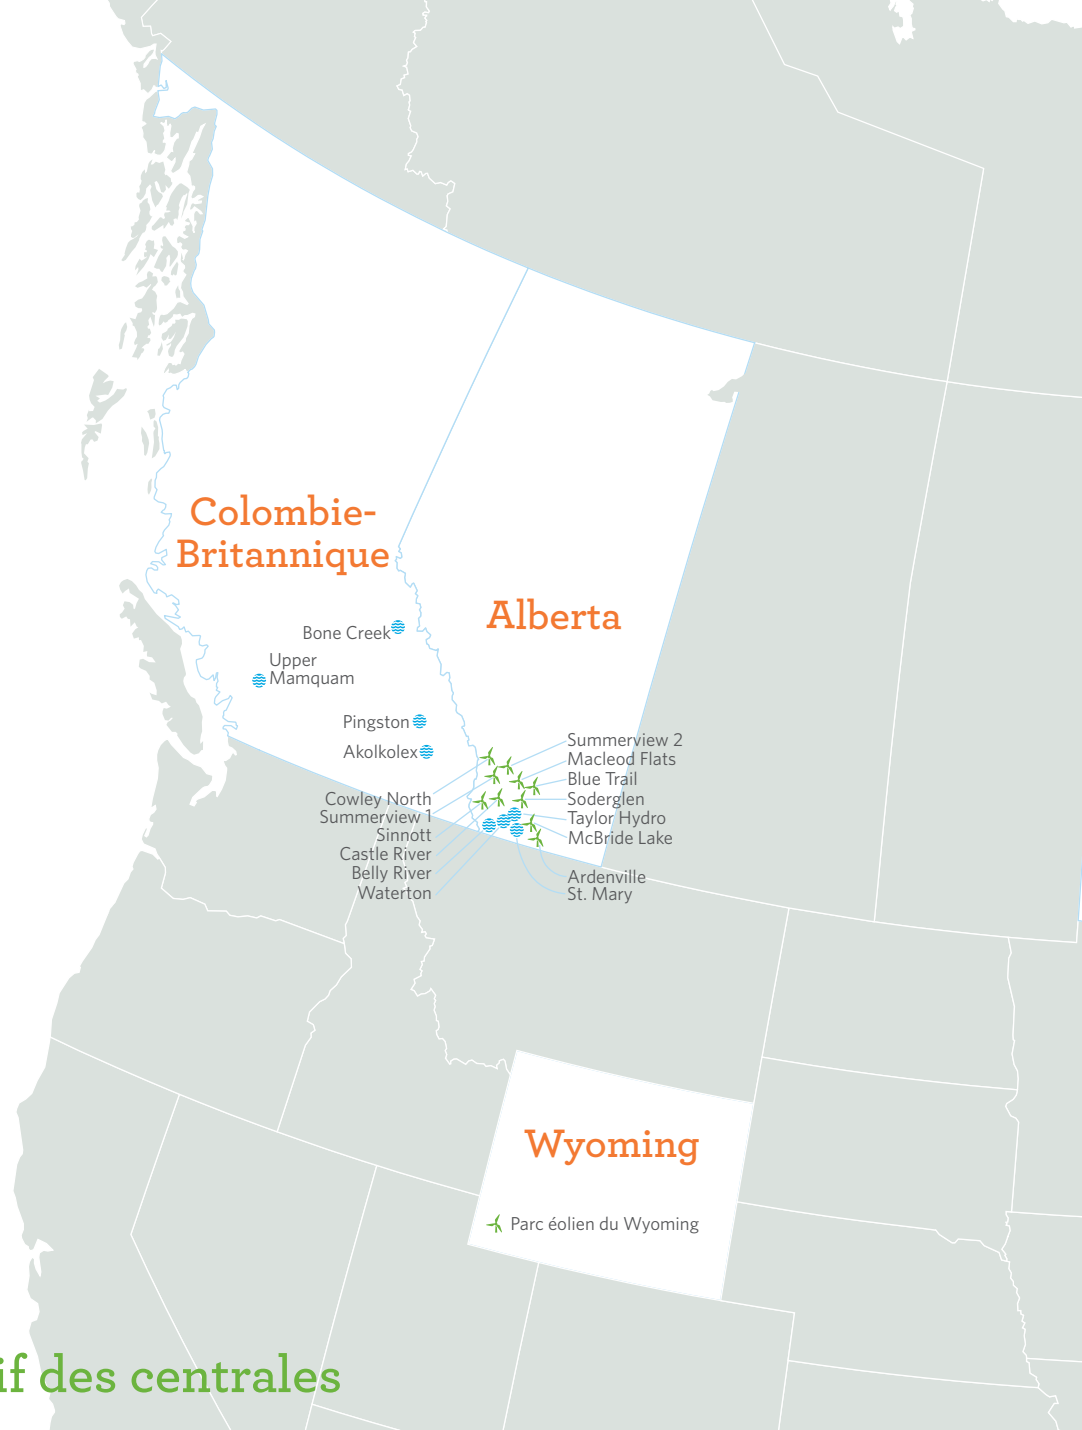 Colombie-
Britannique
Alberta
Bone Creek
Upper
Mamquam
Pingston
Akolkolex
Summerview 2
Macleod Flats
Blue Trail
Soderglen
Taylor Hydro
McBride Lake
Cowley North
Summerview 1
Sinnott
Castle River
Belly River
Waterton
Ardenville
St. Mary
Wyoming
Parc éolien du Wyoming
if des centrales